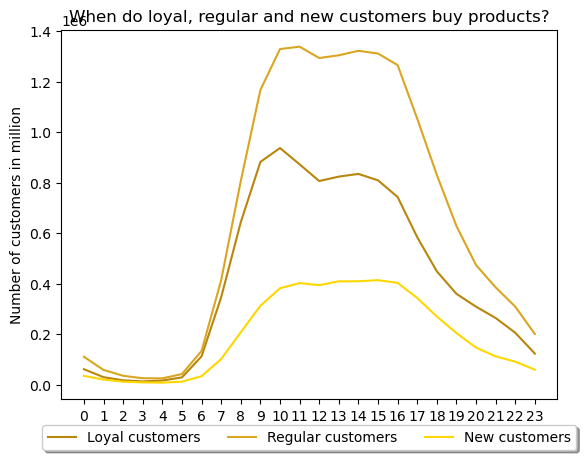 When do loyal, regular and new customers buy products?
1e6
Number of customers in million
1.4
1.2
1.0
0.8
0.6
0.4
0.2
0.0
0 1 2 3 4 5 6 7 8 9 10 11 12 13 14 15 16 17 18 19 20 21 22 23
Loyal customers Regular customers New customers